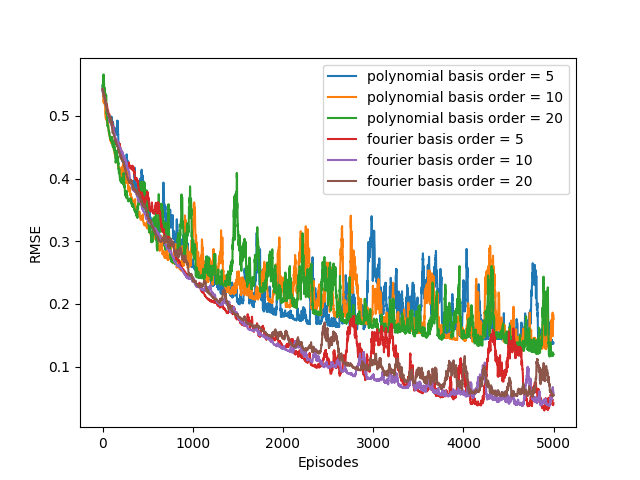 polynomial basis order = 5
polynomial basis order = 10
polynomial basis order = 20
fourier basis order = 5
fourier basis order = 10
fourier basis order = 20
0.5
0.4
0.3
0.2
0.1
RMSE
0 1000 2000 3000 4000 5000
Episodes